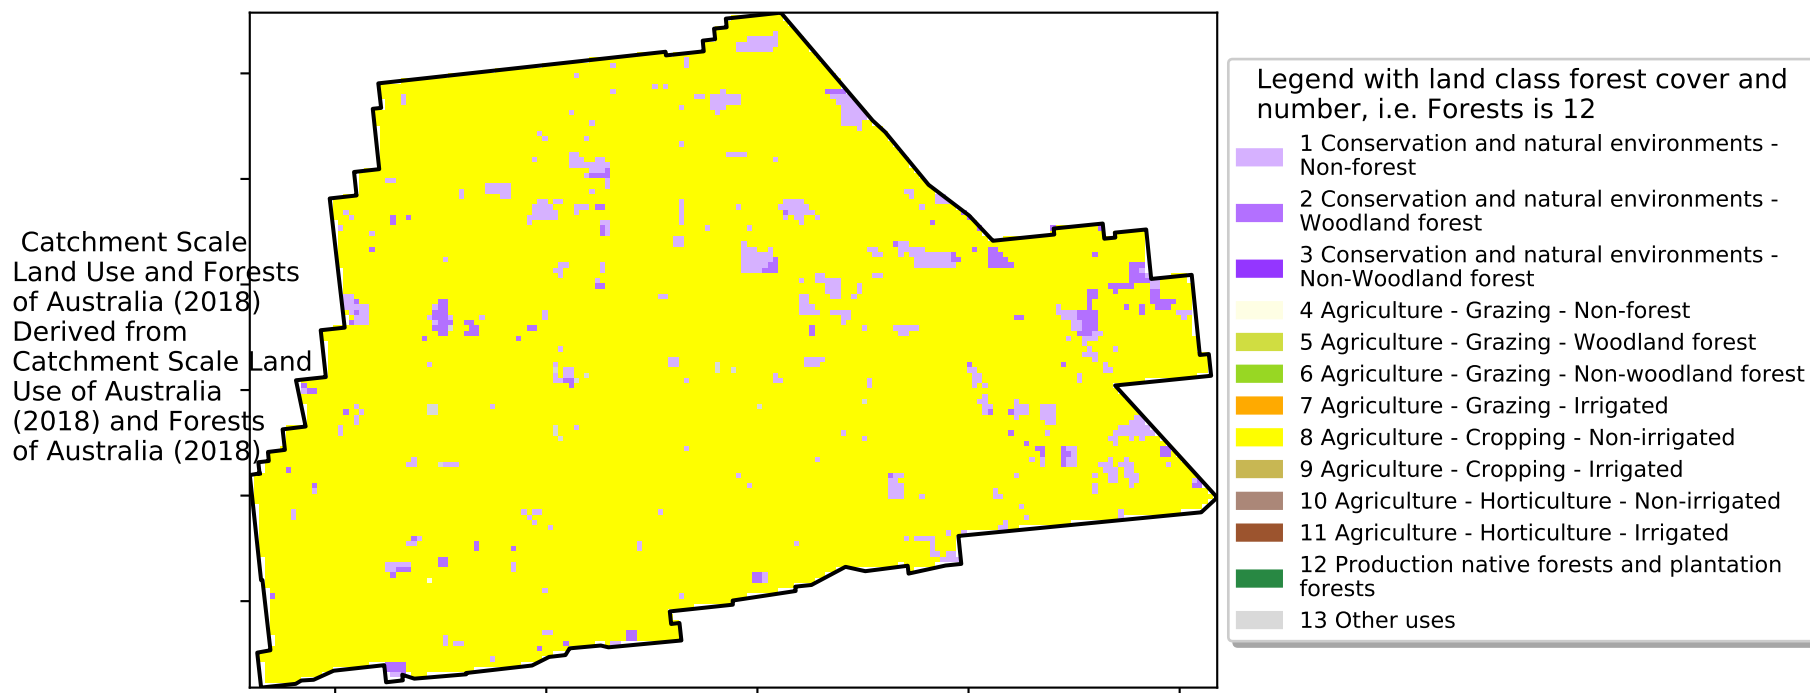 Catchment Scale
Land Use and Forests
of Australia (2018)
Derived from
Catchment Scale Land
Use of Australia
(2018) and Forests
of Australia (2018)
Legend with land class forest cover and
number, i.e. Forests is 12
1 Conservation and natural environments -
Non-forest
2 Conservation and natural environments -
Woodland forest
3 Conservation and natural environments -
Non-Woodland forest
4 Agriculture - Grazing - Non-forest
5 Agriculture - Grazing - Woodland forest
6 Agriculture - Grazing - Non-woodland forest
7 Agriculture - Grazing - Irrigated
8 Agriculture - Cropping - Non-irrigated
9 Agriculture - Cropping - Irrigated
10 Agriculture - Horticulture - Non-irrigated
11 Agriculture - Horticulture - Irrigated
12 Production native forests and plantation
forests
13 Other uses